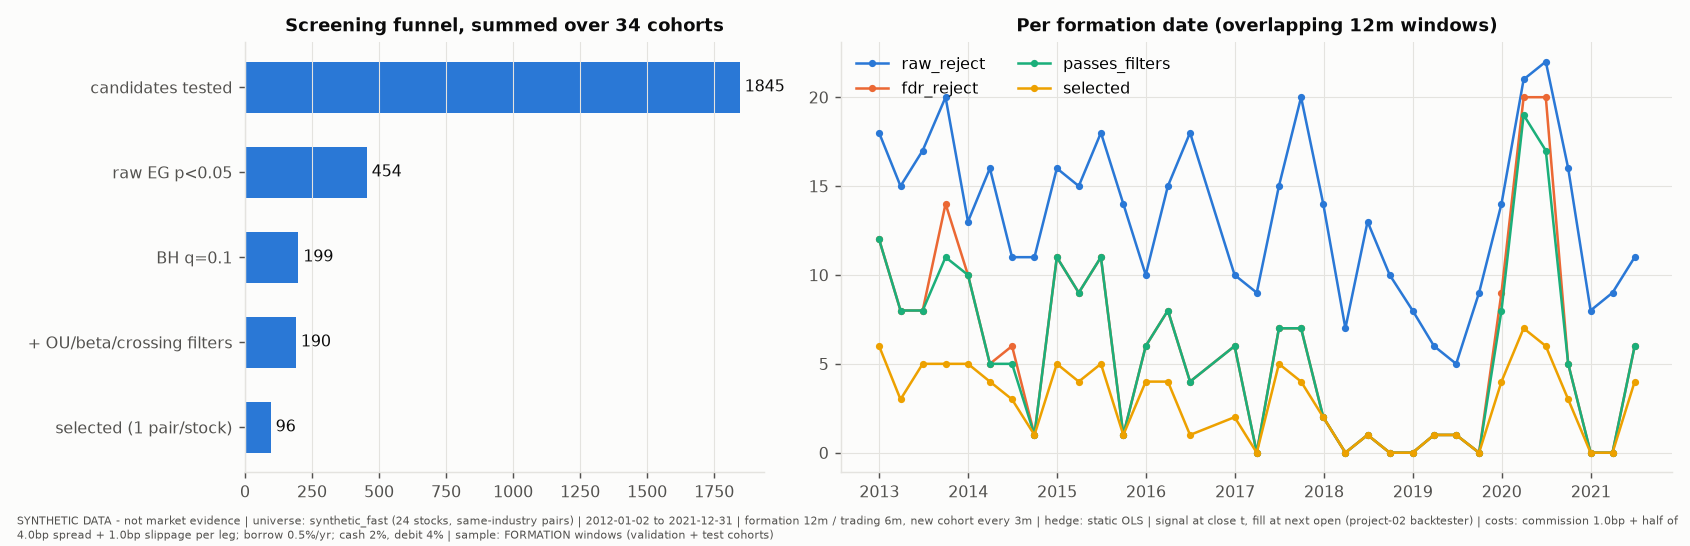 Screening funnel, summed over 34 cohorts
candidates tested
1845
raw EG p<0.05
454
BH q=0.1
199
+ OU/beta/crossing filters
190
selected (1 pair/stock)
96
0 250 500 750 1000 1250 1500 1750
Per formation date (overlapping 12m windows)
raw_reject
fdr_reject
passes_filters
selected
20
15
10
5
0
2013 2014 2015 2016 2017 2018 2019 2020 2021
SYNTHETIC DATA - not market evidence | universe: synthetic_fast (24 stocks, same-industry pairs) | 2012-01-02 to 2021-12-31 | formation 12m / trading 6m, new cohort every 3m | hedge: static OLS | signal at close t, fill at next open (project-02 backtester) | costs: commission 1.0bp + half of
4.0bp spread + 1.0bp slippage per leg; borrow 0.5%/yr; cash 2%, debit 4% | sample: FORMATION windows (validation + test cohorts)